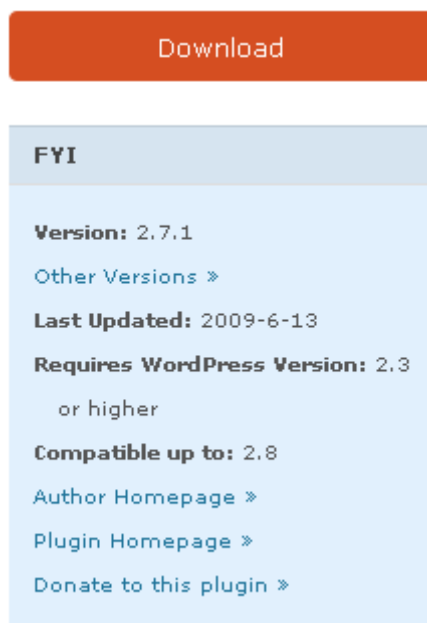 Download
FYI
Version: 2.7.1
Other Versions »
Last Updated: 2009-6-13
Requires WordPress Version: 2.3
or higher
Compatible up to: 2.8
Author Homepage »
Plugin Homepage »
Donate to this plugin »